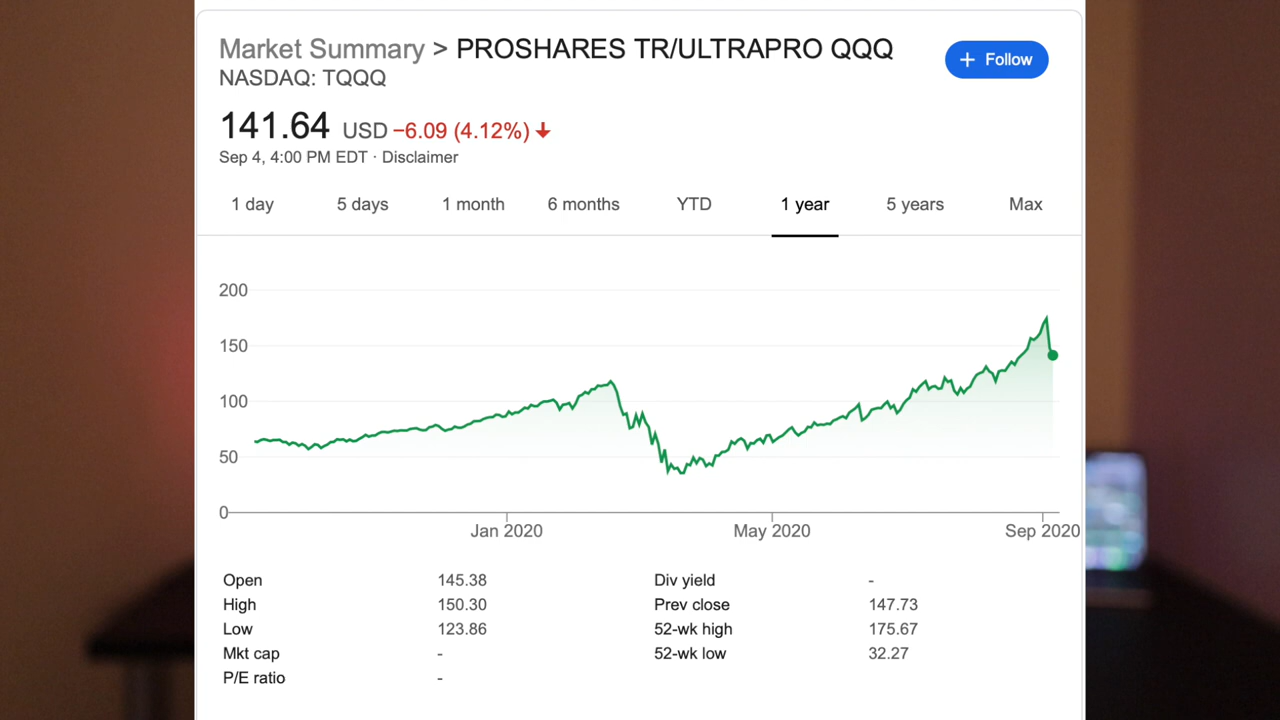 Market Summary > PROSHARES TR/ULTRAPRO QQQ
NASDAQ: TQQQ
+ Follow
141.64 USD −6.09 (4.12%) ↓
Sep 4, 4:00 PM EDT · Disclaimer
1 day 5 days 1 month 6 months YTD 1 year 5 years Max
200
150
100
50
0
Jan 2020 May 2020 Sep 2020
Open 145.38 Div yield -
High 150.30 Prev close 147.73
Low 123.86 52-wk high 175.67
Mkt cap - 52-wk low 32.27
P/E ratio -